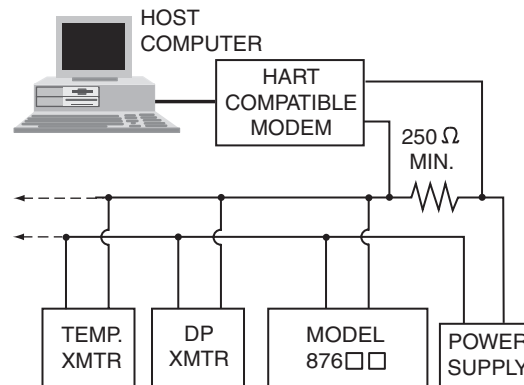 HOST
COMPUTER
HART
COMPATIBLE
MODEM
250 Ω
MIN.
TEMP.
XMTR
DP
XMTR
MODEL
876□□
POWER
SUPPLY